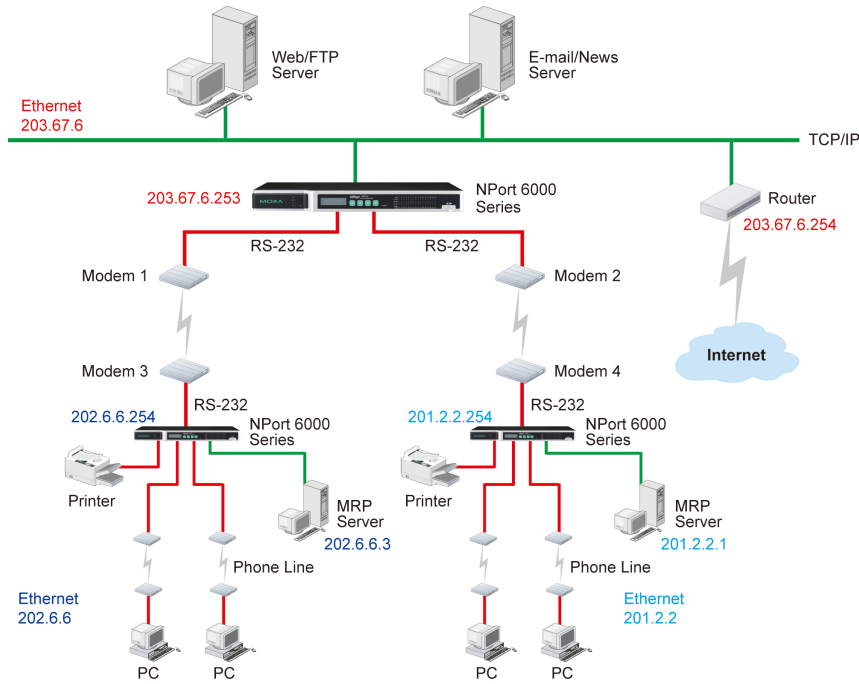 Web/FTP
Server
E-mail/News
Server
Ethernet
203.67.6
TCP/IP
203.67.6.253
MOXA
NPort 6000
Series
Router
203.67.6.254
RS-232
RS-232
Modem 1
Modem 2
Internet
Modem 3
Modem 4
RS-232
RS-232
202.6.6.254
NPort 6000
Series
201.2.2.254
NPort 6000
Series
Printer
MRP
Server
202.6.6.3
Printer
MRP
Server
201.2.2.1
Phone Line
Phone Line
Ethernet
202.6.6
Ethernet
201.2.2
PC
PC
PC
PC